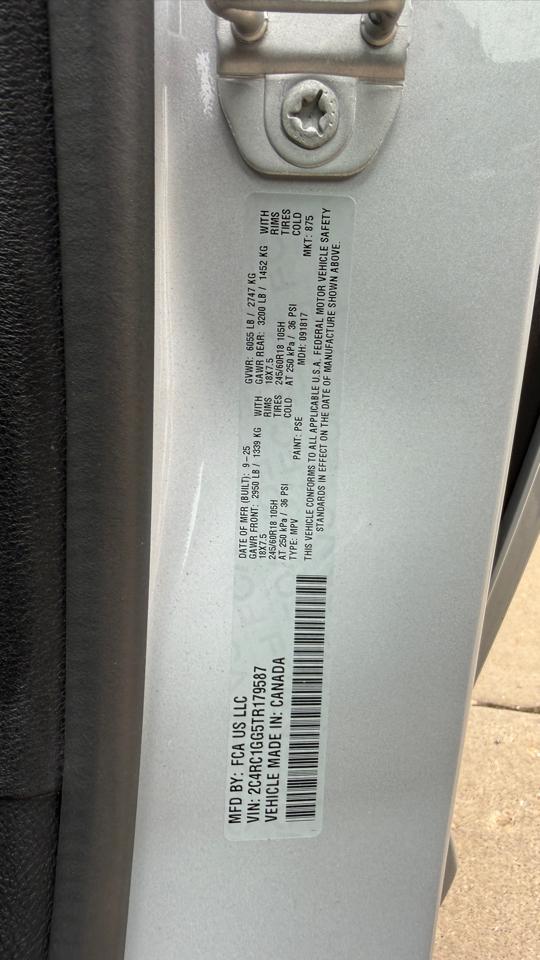 MFD BY: FCA US LLC
VIN: 2C4RC1GG5TR179587
VEHICLE MADE IN: CANADA
DATE OF MFR (BUILT): 9-25 GVWR: 6055 LB / 2747 KG
GAWR FRONT: 2950 LB / 1339 KG WITH GAWR REAR: 3200 LB / 1452 KG WITH
18X7.5 RIMS 18X7.5 RIMS
245/60R18 105H TIRES 245/60R18 105H TIRES
AT 250 kPa / 36 PSI COLD AT 250 kPa / 36 PSI COLD
TYPE: MPV PAINT: PSE MDH: 091817 MKT: 875
THIS VEHICLE CONFORMS TO ALL APPLICABLE U.S.A. FEDERAL MOTOR VEHICLE SAFETY
STANDARDS IN EFFECT ON THE DATE OF MANUFACTURE SHOWN ABOVE.